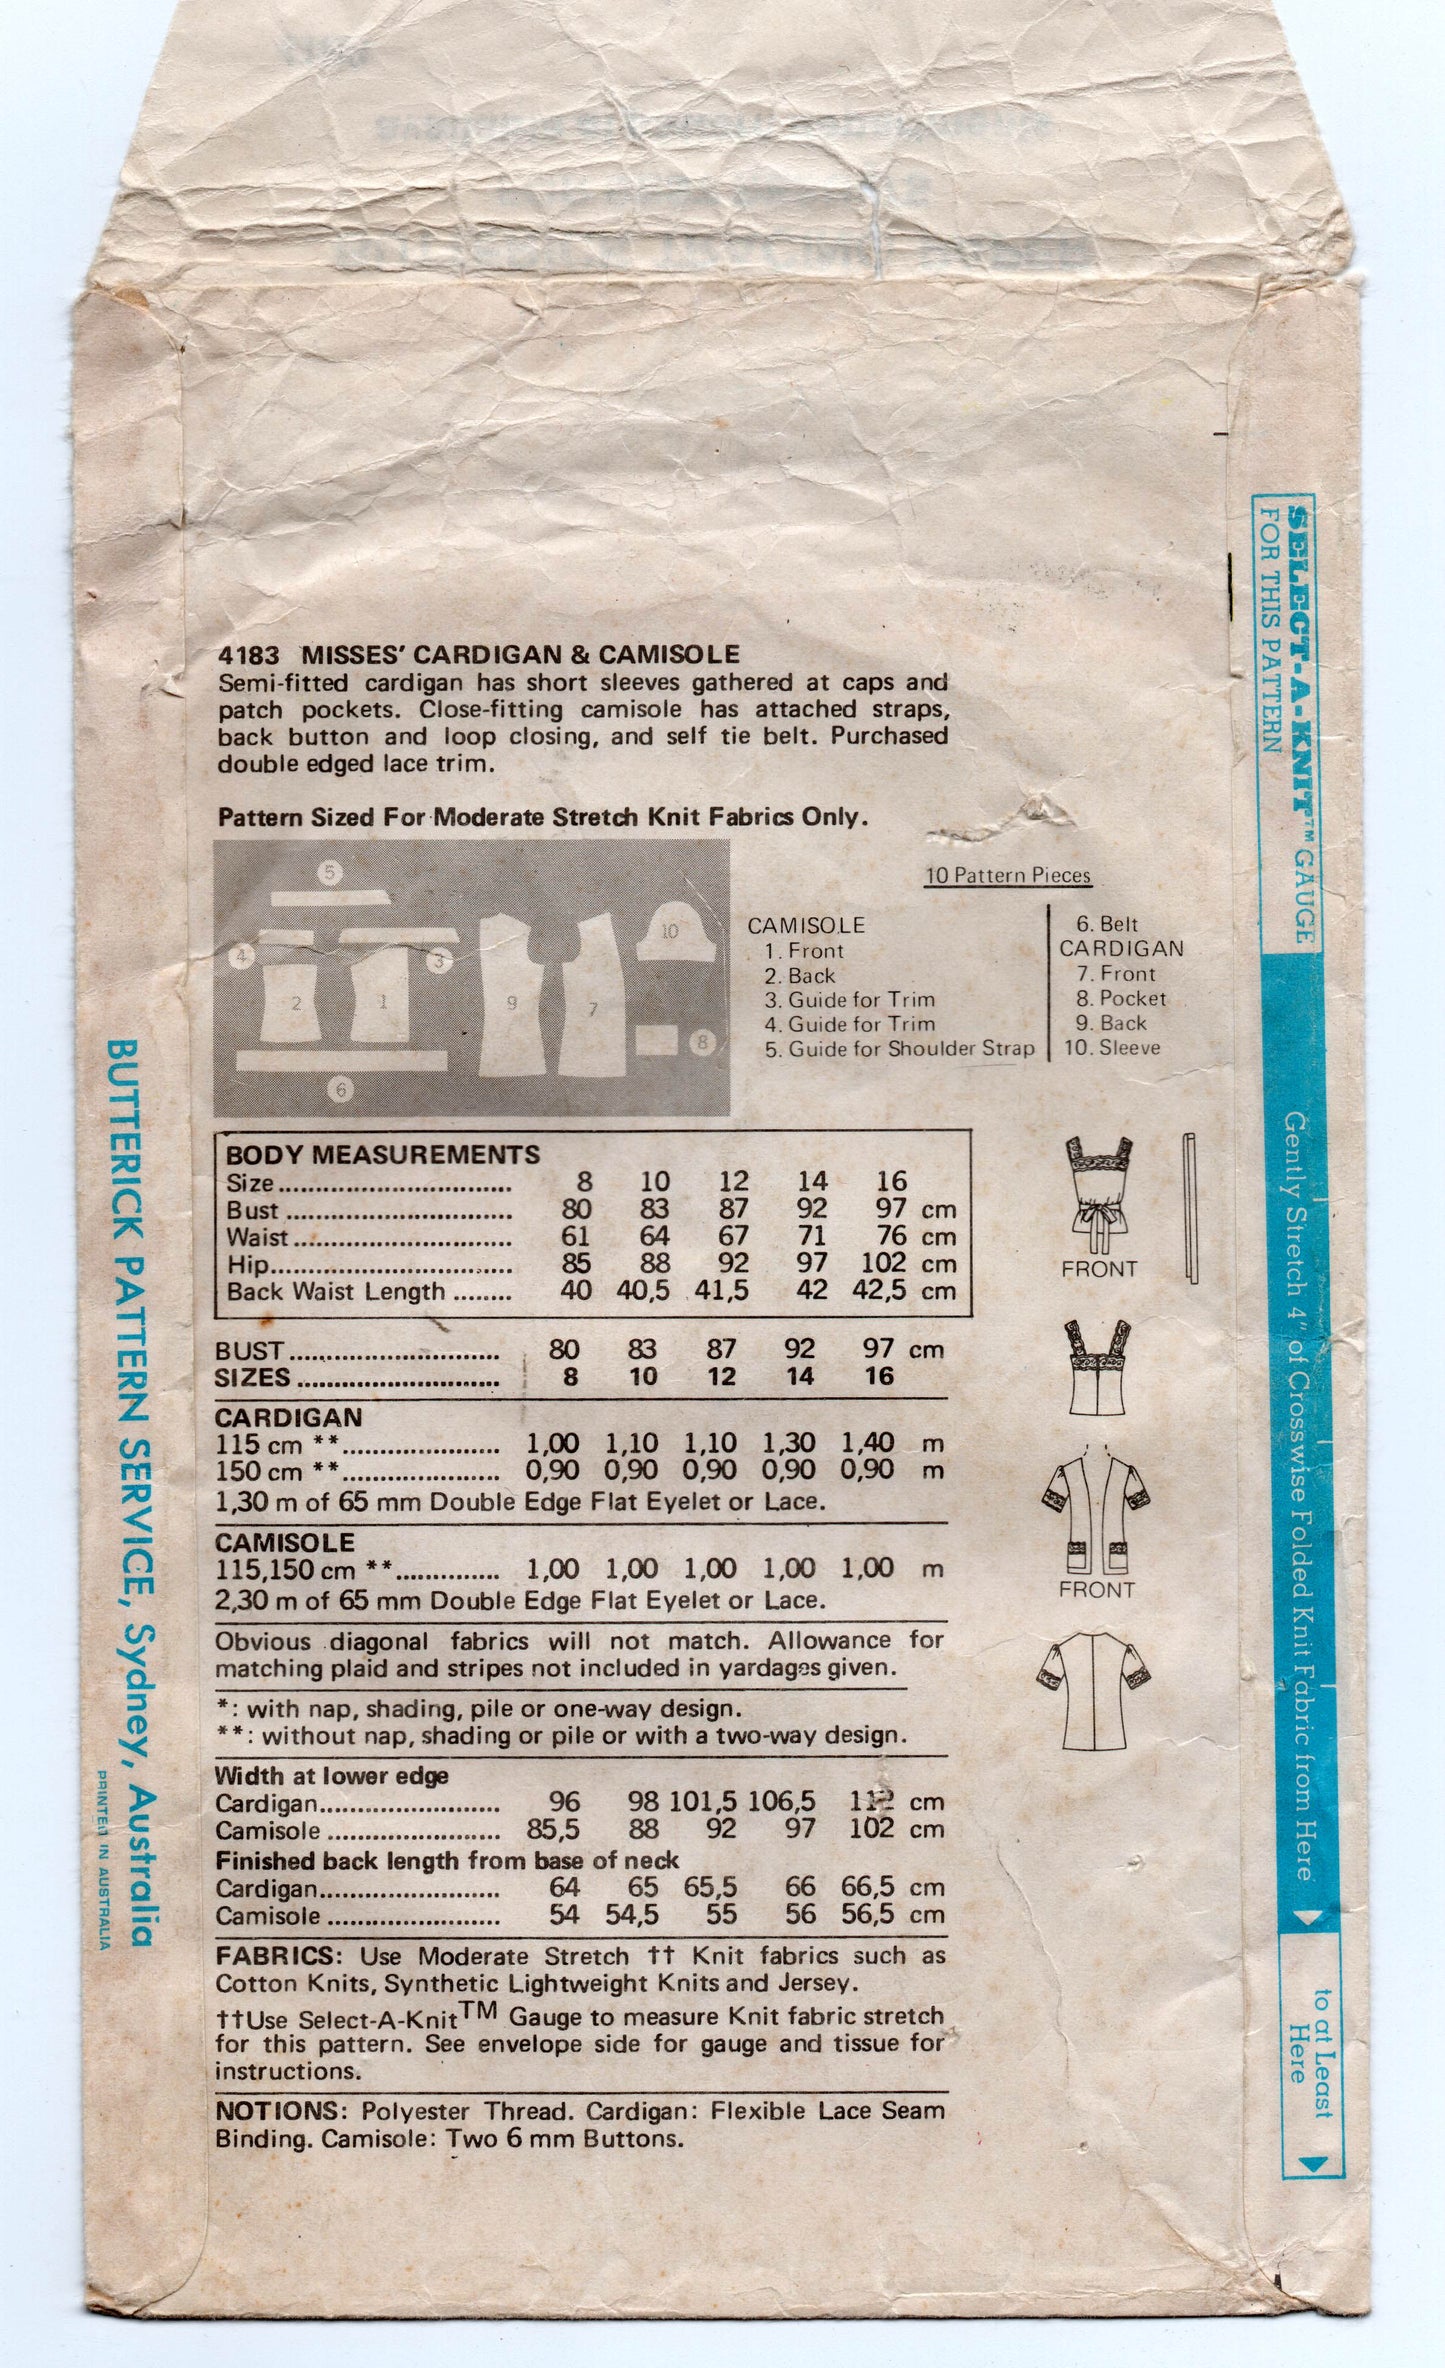 4183 MISSES' CARDIGAN & CAMISOLE
Semi-fitted cardigan has short sleeves gathered at caps and
patch pockets. Close-fitting camisole has attached straps,
back button and loop closing, and self tie belt. Purchased
double edged lace trim.
Pattern Sized For Moderate Stretch Knit Fabrics Only.
5
4
3
2
1
9
7
10
8
6
10 Pattern Pieces
CAMISOLE
1. Front
2. Back
3. Guide for Trim
4. Guide for Trim
5. Guide for Shoulder Strap
6. Belt
CARDIGAN
7. Front
8. Pocket
9. Back
10. Sleeve
BODY MEASUREMENTS
Size .............................. 8 10 12 14 16
Bust .............................. 80 83 87 92 97 cm
Waist ............................. 61 64 67 71 76 cm
Hip................................ 85 88 92 97 102 cm
Back Waist Length ........ 40 40,5 41,5 42 42,5 cm
BUST ............................ 80 83 87 92 97 cm
SIZES ........................... 8 10 12 14 16
CARDIGAN
115 cm **..................... 1,00 1,10 1,10 1,30 1,40 m
150 cm **..................... 0,90 0,90 0,90 0,90 0,90 m
1,30 m of 65 mm Double Edge Flat Eyelet or Lace.
CAMISOLE
115,150 cm **.............. 1,00 1,00 1,00 1,00 1,00 m
2,30 m of 65 mm Double Edge Flat Eyelet or Lace.
Obvious diagonal fabrics will not match. Allowance for
matching plaid and stripes not included in yardages given.
*: with nap, shading, pile or one-way design.
**: without nap, shading or pile or with a two-way design.
Width at lower edge
Cardigan........................ 96 98 101,5 106,5 112 cm
Camisole ....................... 85,5 88 92 97 102 cm
Finished back length from base of neck
Cardigan........................ 64 65 65,5 66 66,5 cm
Camisole ....................... 54 54,5 55 56 56,5 cm
FABRICS: Use Moderate Stretch †† Knit fabrics such as
Cotton Knits, Synthetic Lightweight Knits and Jersey.
††Use Select-A-Knit™ Gauge to measure Knit fabric stretch
for this pattern. See envelope side for gauge and tissue for
instructions.
NOTIONS: Polyester Thread. Cardigan: Flexible Lace Seam
Binding. Camisole: Two 6 mm Buttons.
FRONT
FRONT
BUTTERICK PATTERN SERVICE, Sydney, Australia
PRINTED IN AUSTRALIA
SELECT-A-KNIT™ GAUGE
FOR THIS PATTERN
Gently Stretch 4" of Crosswise Folded Knit Fabric from Here
to at Least
Here